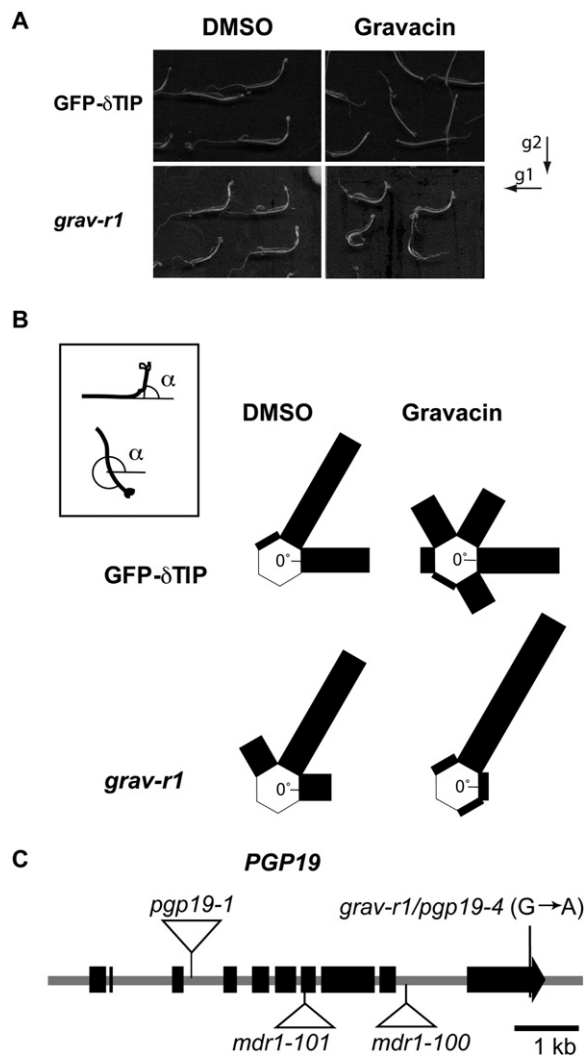 A
DMSO Gravacin
GFP-δTIP
g2
g1
grav-r1
B
α
α
DMSO Gravacin
0°
0°
GFP-δTIP
0°
0°
grav-r1
C
PGP19
pgp19-1
grav-r1/pgp19-4 (G→A)
mdr1-101
mdr1-100
1 kb